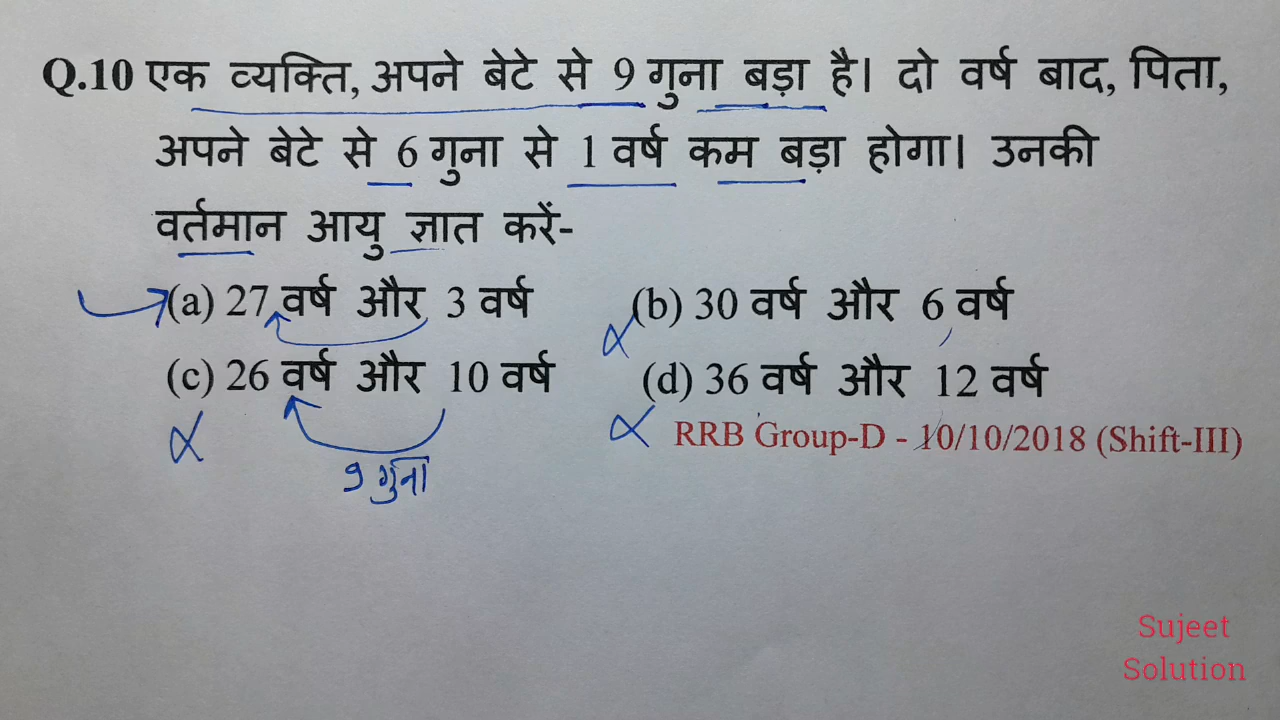 Q.10 एक व्यक्ति, अपने बेटे से 9 गुना बड़ा है। दो वर्ष बाद, पिता,
अपने बेटे से 6 गुना से 1 वर्ष कम बड़ा होगा। उनकी
वर्तमान आयु ज्ञात करें-
(a) 27 वर्ष और 3 वर्ष (b) 30 वर्ष और 6 वर्ष
(c) 26 वर्ष और 10 वर्ष (d) 36 वर्ष और 12 वर्ष
RRB Group-D - 10/10/2018 (Shift-III)
9 गुना
Sujeet
Solution